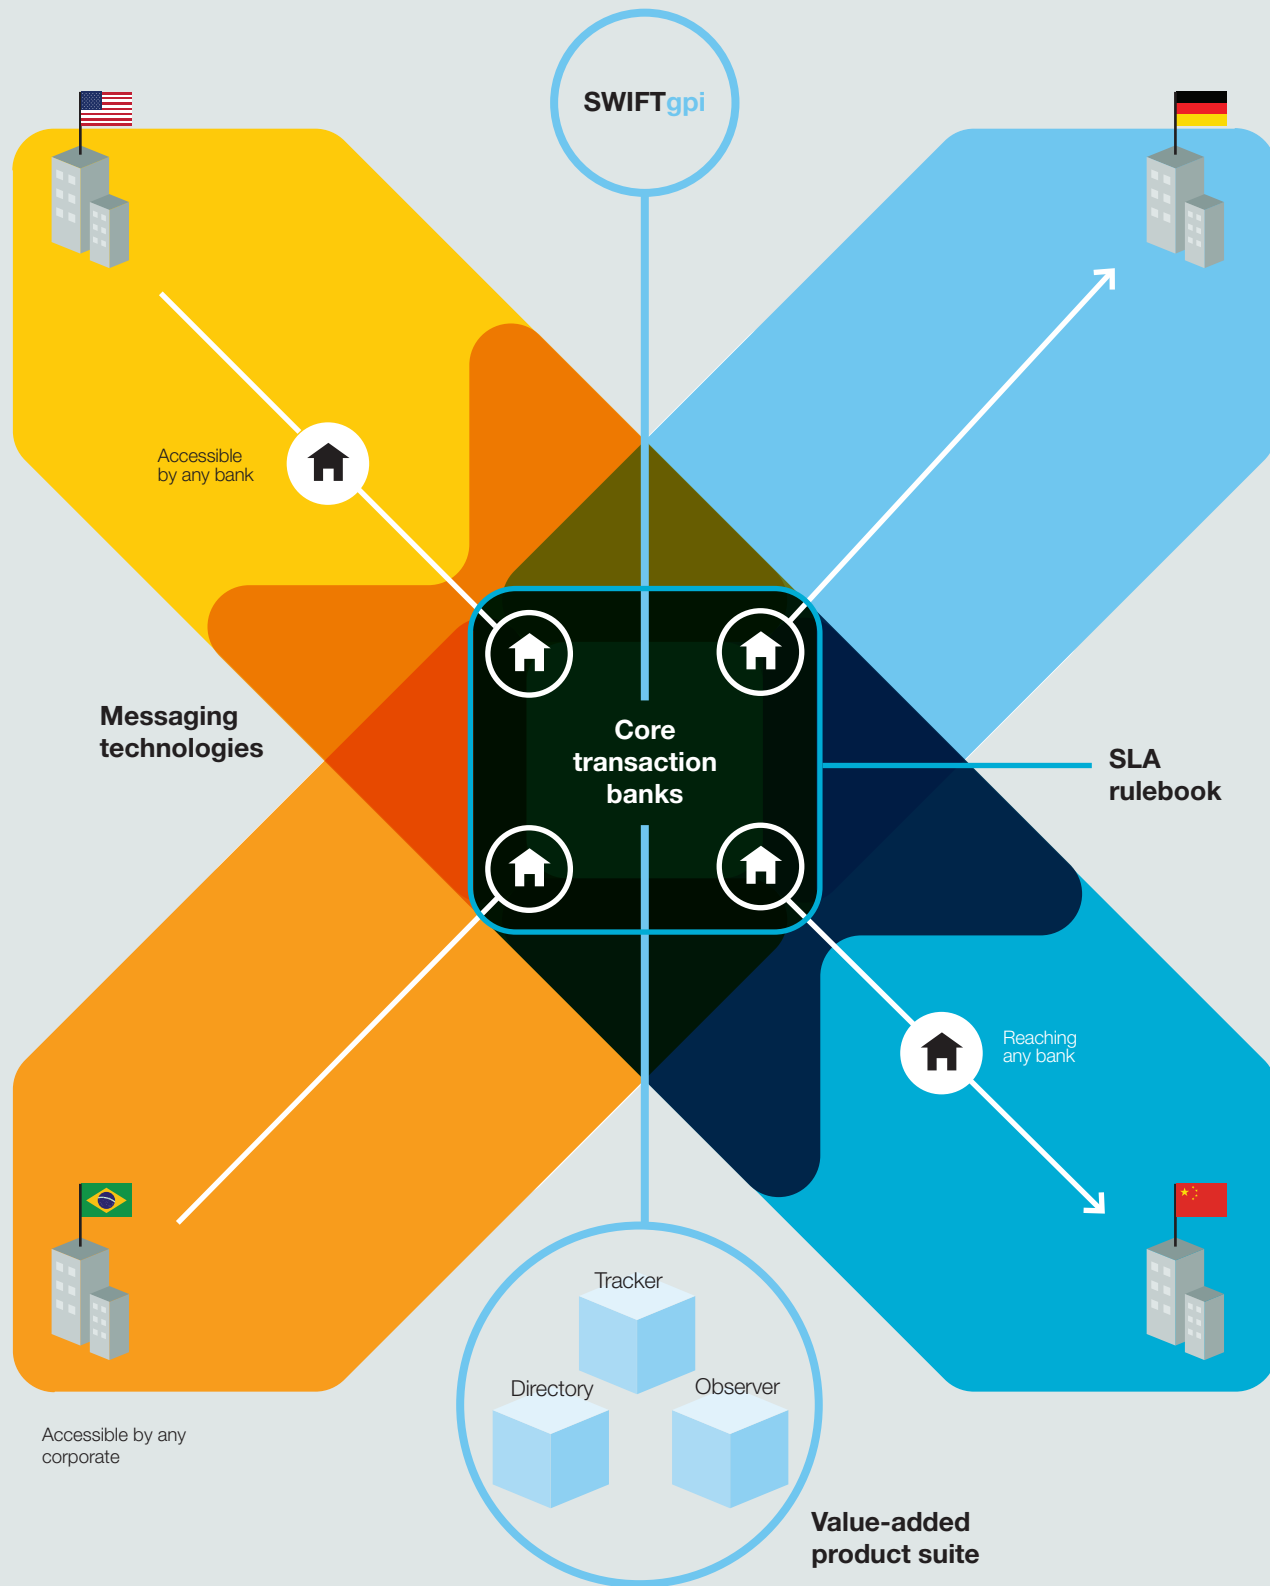 SWIFTgpi
Accessible
by any bank
Messaging
technologies
Core
transaction
banks
SLA
rulebook
Reaching
any bank
Tracker
Directory
Observer
Accessible by any
corporate
Value-added
product suite